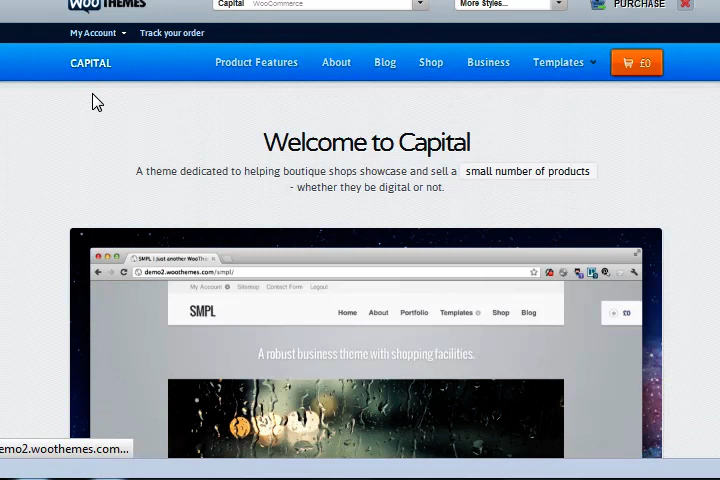 WOOTHEMES
Capital WooCommerce
More Styles...
PURCHASE
My Account
Track your order
CAPITAL
Product Features
About
Blog
Shop
Business
Templates
£0
Welcome to Capital
A theme dedicated to helping boutique shops showcase and sell a small number of products
- whether they be digital or not.
SMPL | Just another WooThe
demo2.woothemes.com/smpl/
My Account
Sitemap
Contact Form
Logout
SMPL
Home
About
Portfolio
Templates
Shop
Blog
£0
A robust business theme with shopping facilities.
emo2.woothemes.com...